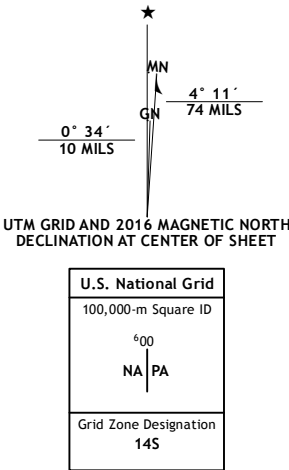 ★
MN
4° 11´
74 MILS
GN
0° 34´
10 MILS
UTM GRID AND 2016 MAGNETIC NORTH
DECLINATION AT CENTER OF SHEET
U.S. National Grid
100,000-m Square ID
⁶00
NA PA
Grid Zone Designation
14S